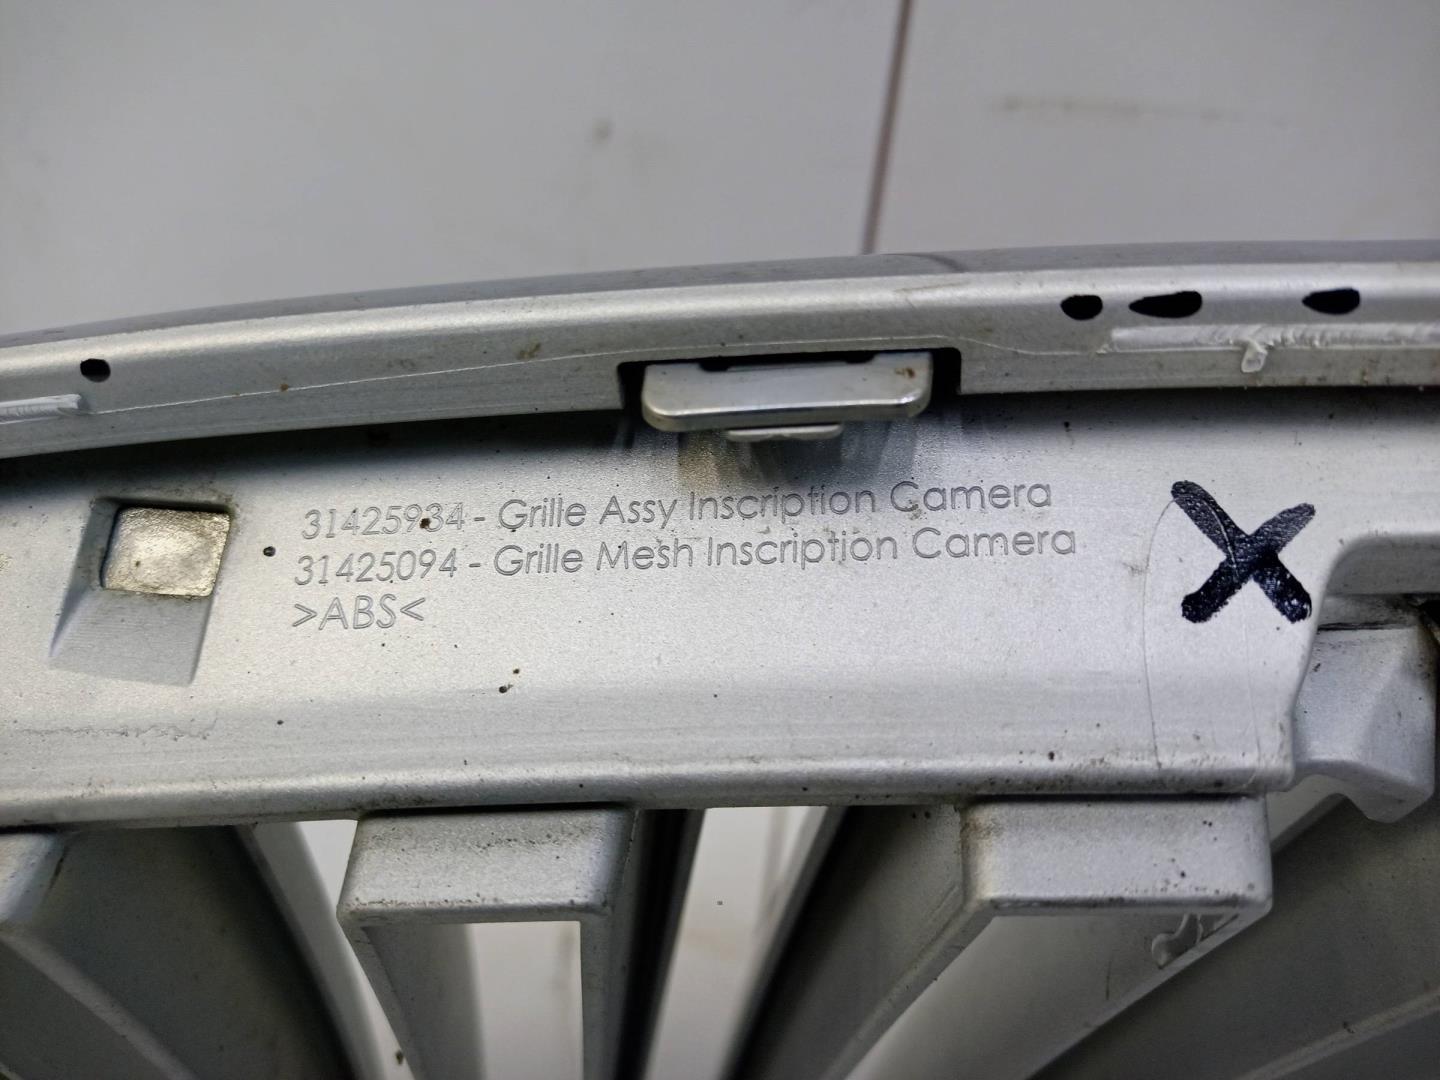 31425934 - Grille Assy Inscription Camera
31425094 - Grille Mesh Inscription Camera
>ABS<
X